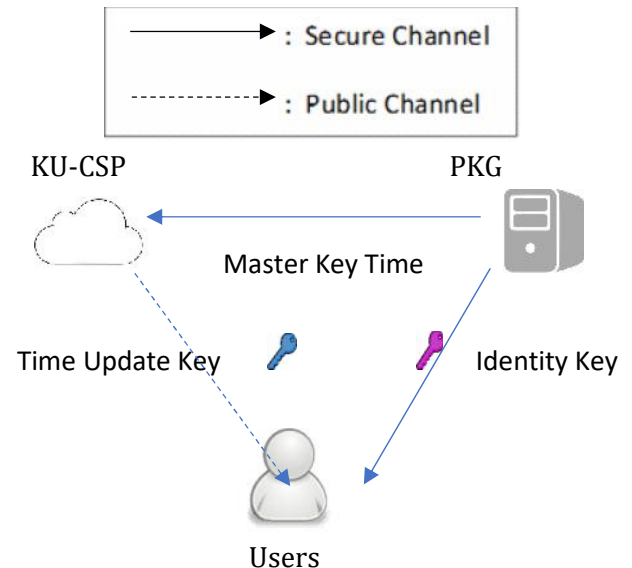 : Secure Channel
: Public Channel
KU-CSP PKG
Master Key Time
Time Update Key Identity Key
Users